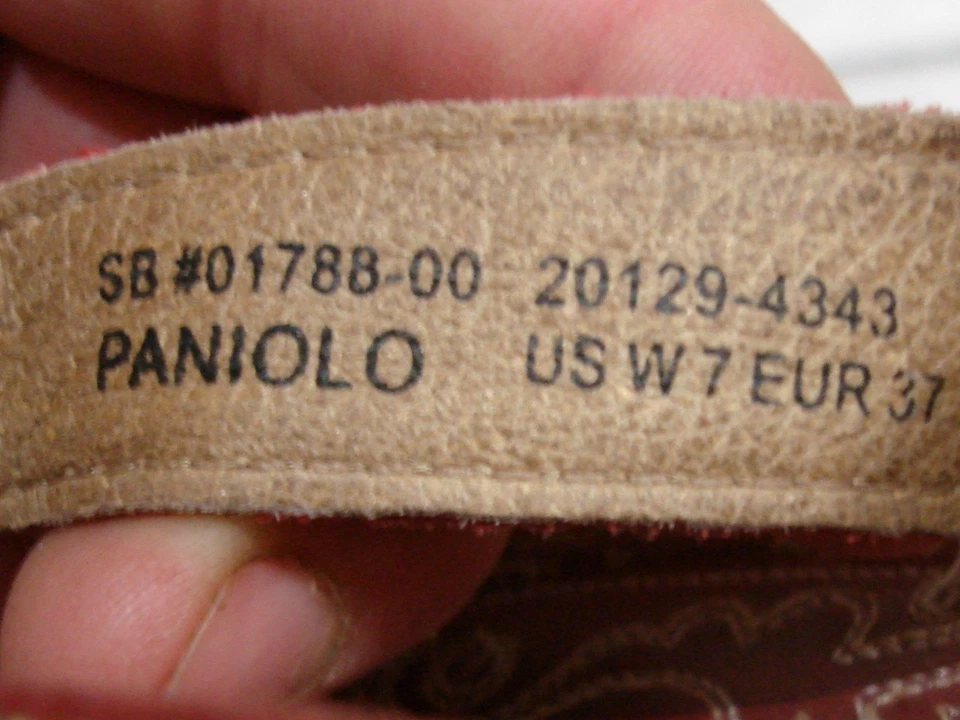 SB #01788-00 20129-4343
PANIOLO US W 7 EUR 37